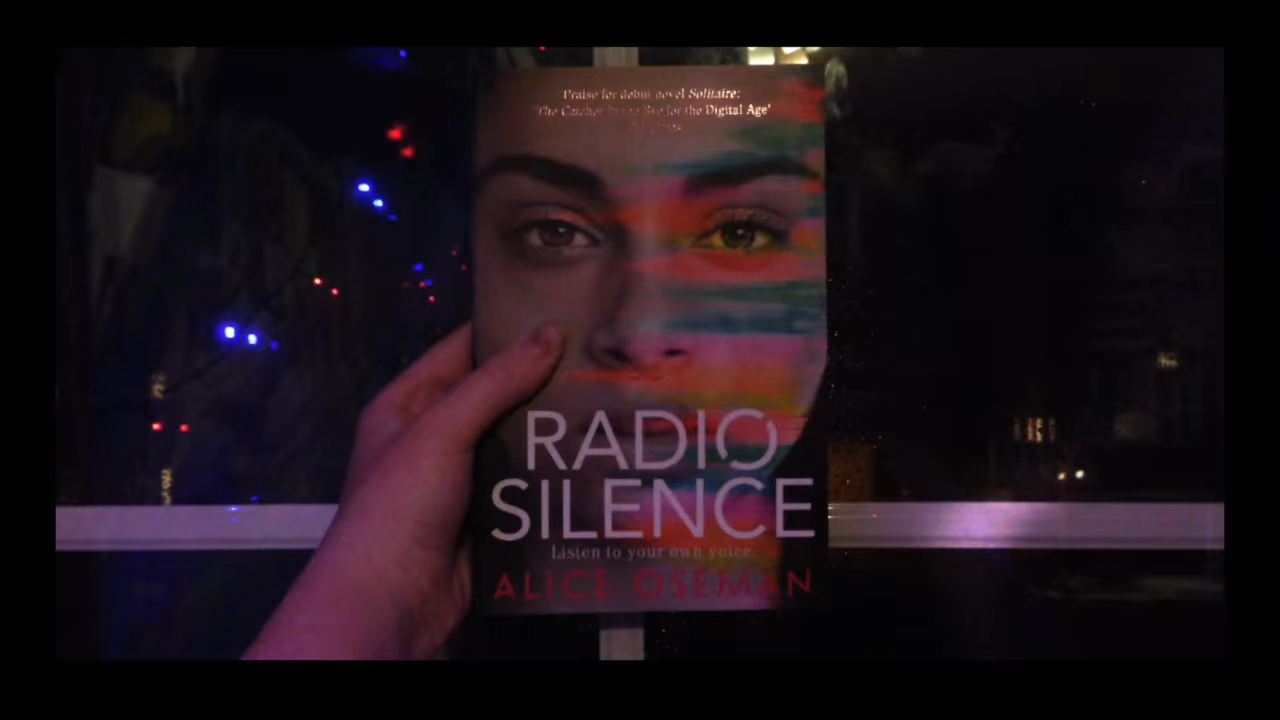 Praise for debut novel Solitaire:
'The Catcher in the Rye for the Digital Age'
RADIO
SILENCE
Listen to your own voice.
ALICE OSEMAN